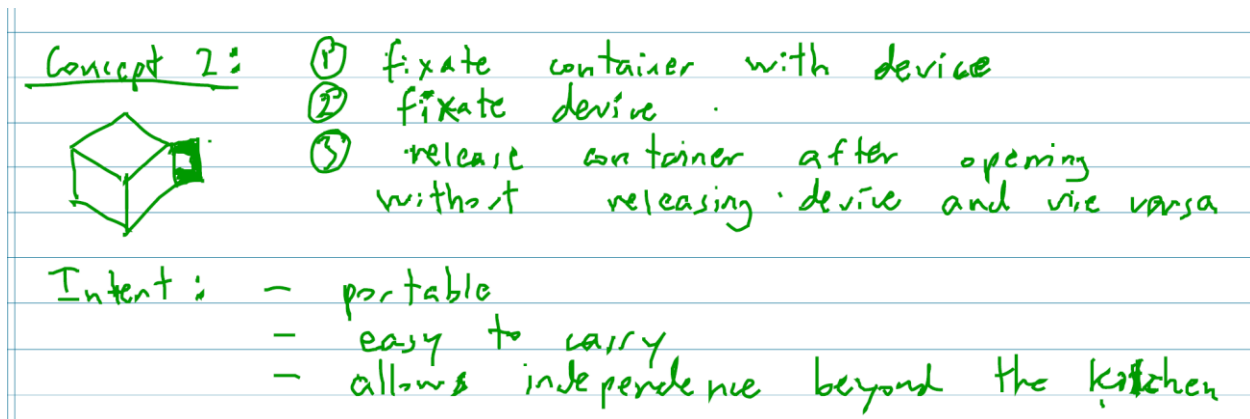 Concept 2: ① fixate container with device
② fixate device
③ release container after opening
without releasing device and vice versa
Intent: - portable
- easy to carry
- allows independence beyond the kitchen